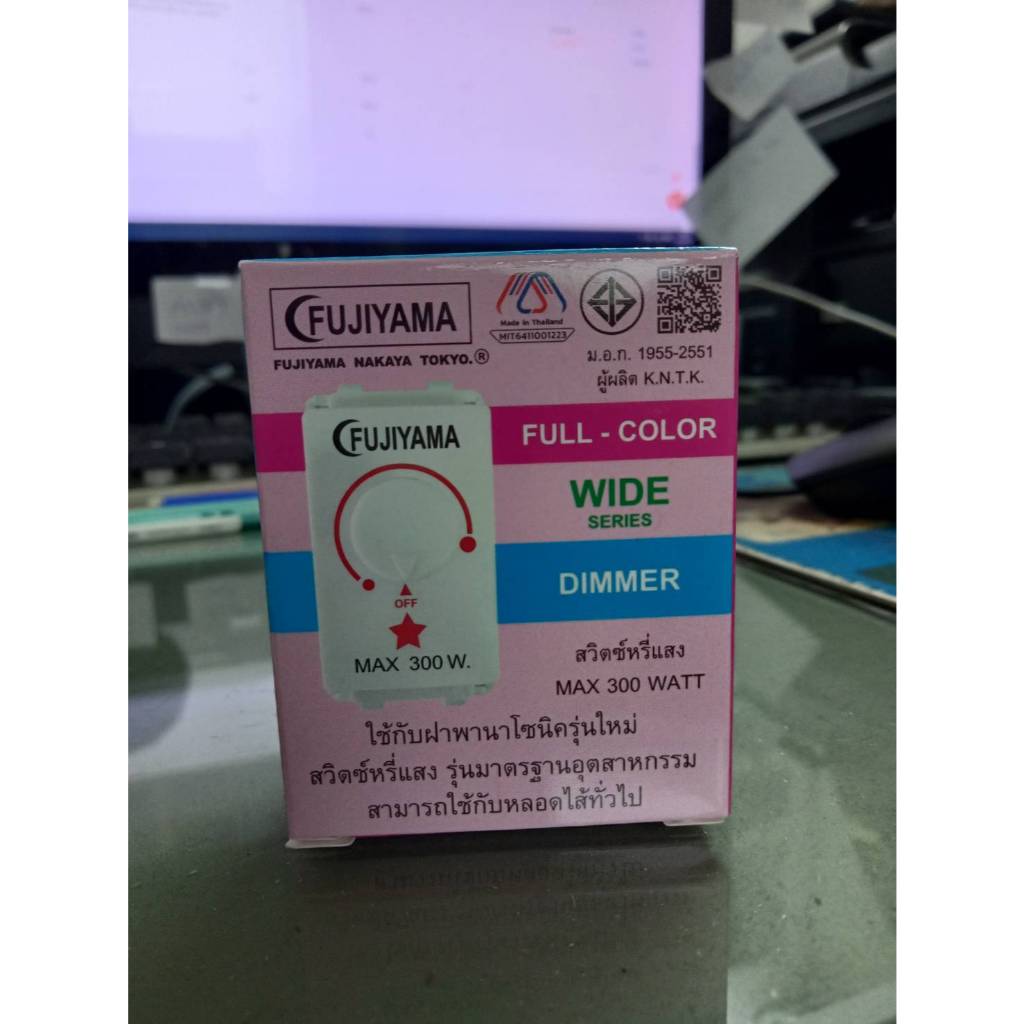 FUJIYAMA
FUJIYAMA NAKAYA TOKYO.®
Made in Thailand
MIT6411001223
ม.อ.ก. 1955-2551
ผู้ผลิต K.N.T.K.
FUJIYAMA
FULL - COLOR
WIDE
SERIES
DIMMER
OFF
MAX 300 W.
สวิตซ์หรี่แสง
MAX 300 WATT
ใช้กับฝาพานาโซนิครุ่นใหม่
สวิตซ์หรี่แสง รุ่นมาตรฐานอุตสาหกรรม
สามารถใช้กับหลอดไส้ทั่วไป